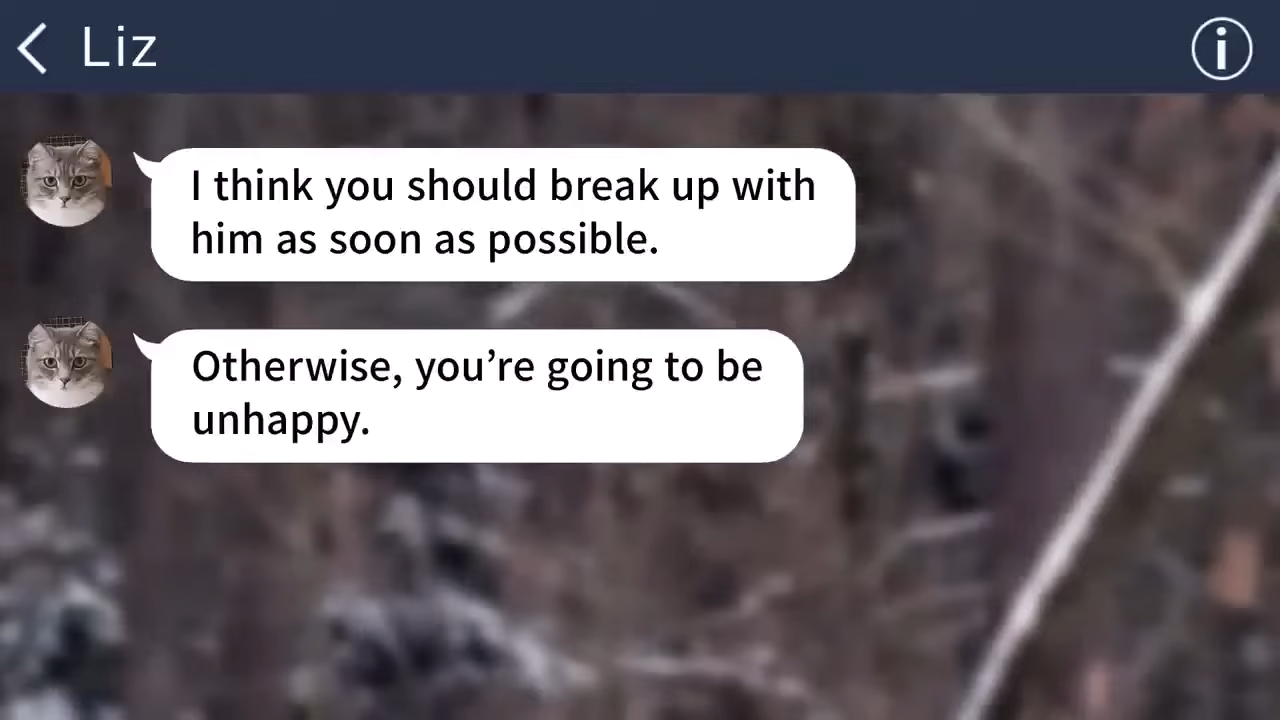 Liz
I think you should break up with
him as soon as possible.
Otherwise, you’re going to be
unhappy.